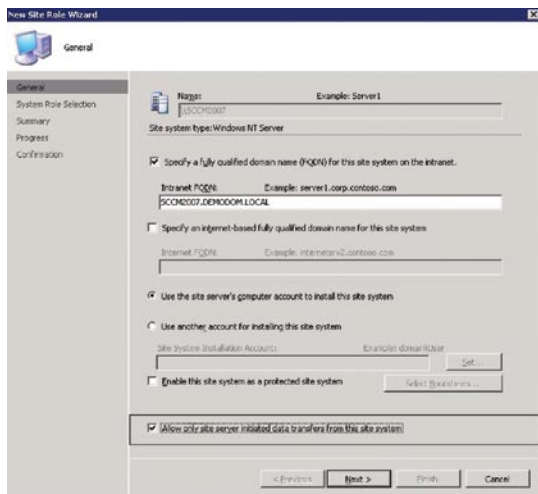 New Site Role Wizard
General
General
System Role Selection
Summary
Progress
Confirmation
Name: Example: Server1
\\SCCM2007
Site system type: Windows NT Server
Specify a fully qualified domain name (FQDN) for this site system on the intranet.
Intranet FQDN: Example: server1.corp.contoso.com
SCCM2007.DEMODOM.LOCAL
Specify an internet-based fully qualified domain name for this site system
Internet FQDN: Example: internetsrv2.contoso.com
Use the site server's computer account to install this site system
Use another account for installing this site system
Site System Installation Account: Example: domain\User
Set...
Enable this site system as a protected site system
Select Boundaries...
Allow only site server initiated data transfers from this site system
< Previous Next > Finish Cancel